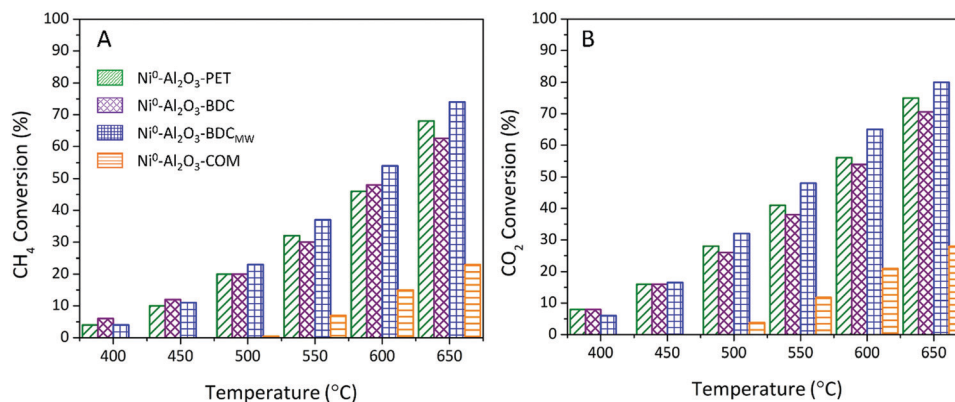 A
CH₄ Conversion (%)
100
90
80
70
60
50
40
30
20
10
0
Ni⁰-Al₂O₃-PET
Ni⁰-Al₂O₃-BDC
Ni⁰-Al₂O₃-BDC_MW
Ni⁰-Al₂O₃-COM
400 450 500 550 600 650
Temperature (°C)
B
CO₂ Conversion (%)
100
90
80
70
60
50
40
30
20
10
0
400 450 500 550 600 650
Temperature (°C)